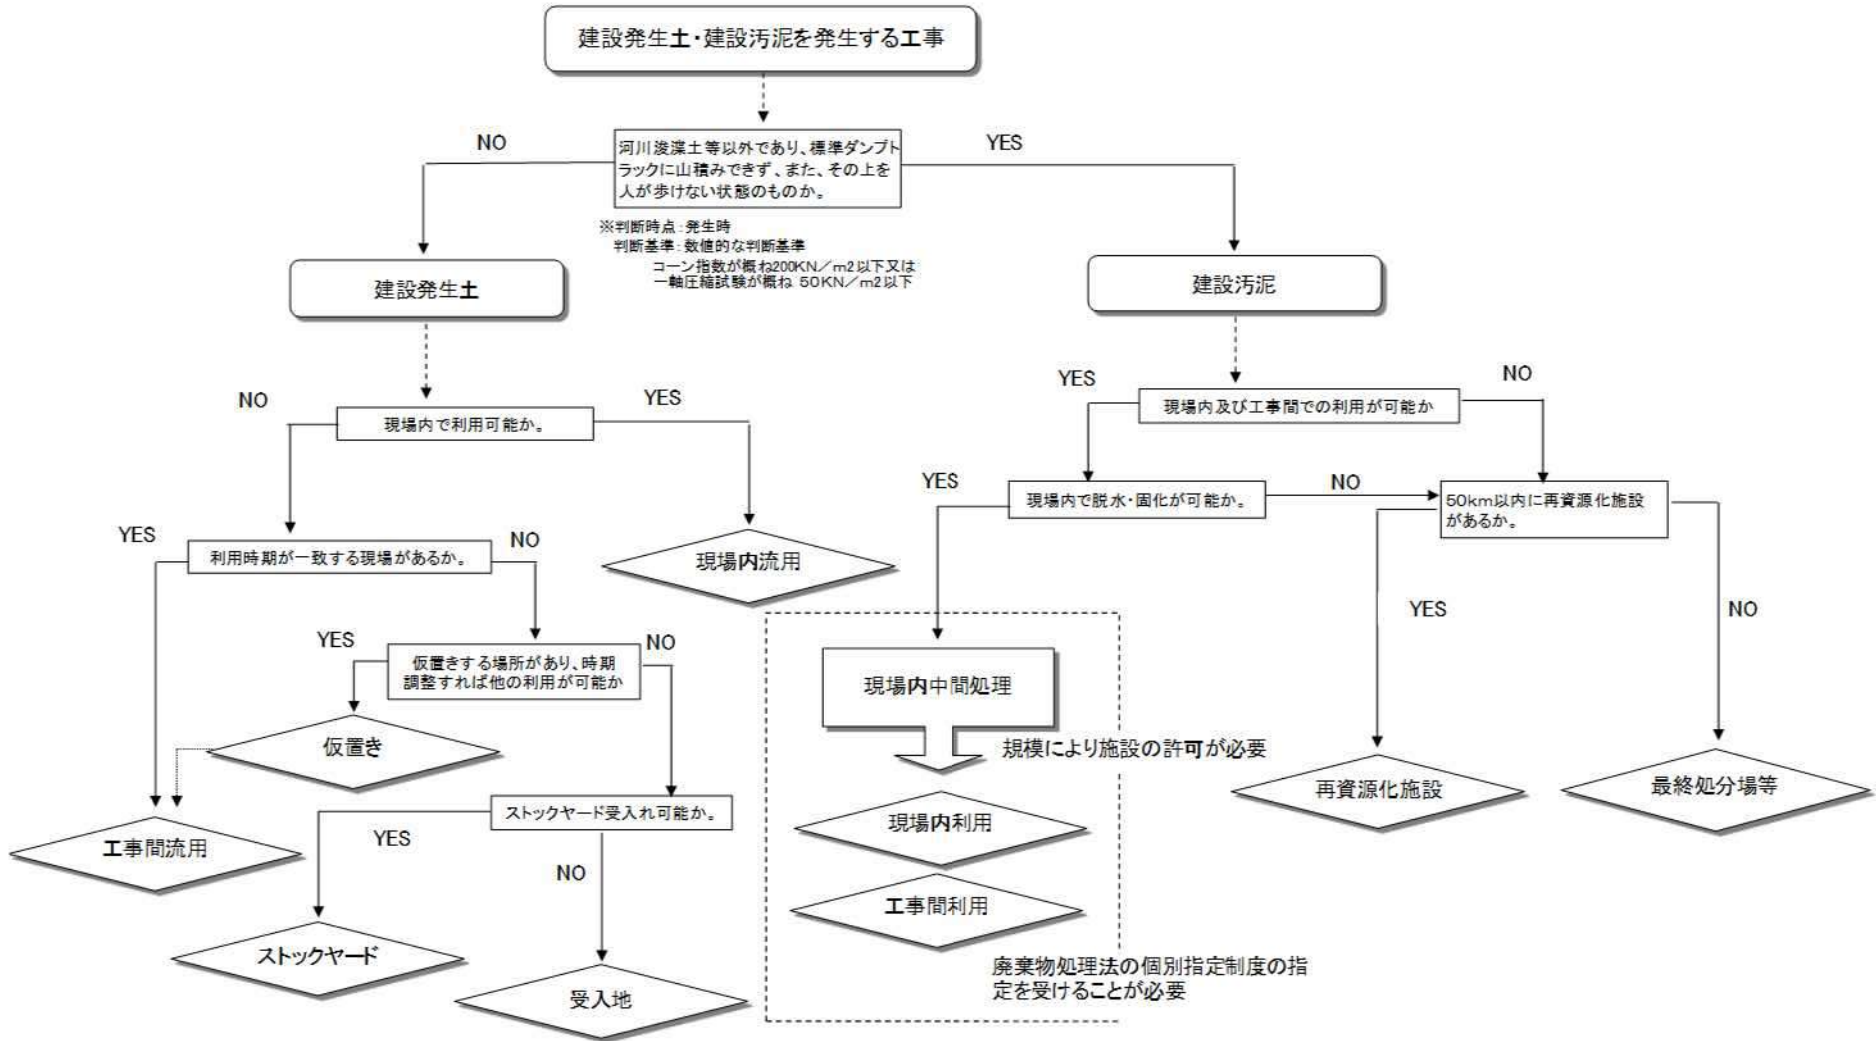 建設発生土・建設汚泥を発生する工事
NO
河川浚渫土等以外であり、標準ダンプト
ラックに山積みできず、また、その上を
人が歩けない状態のものか。
YES
※判断時点：発生時
判断基準：数値的な判断基準
コーン指数が概ね200KN／m2以下又は
一軸圧縮試験が概ね 50KN／m2以下
建設発生土
建設汚泥
NO
現場内で利用可能か。
YES
YES
現場内及び工事間での利用が可能か
NO
YES
利用時期が一致する現場があるか。
NO
現場内流用
YES
現場内で脱水・固化が可能か。
NO
50km以内に再資源化施設
があるか。
YES
仮置きする場所があり、時期
調整すれば他の利用が可能か
NO
YES
NO
仮置き
現場内中間処理
規模により施設の許可が必要
ストックヤード受入れ可能か。
YES
NO
工事間流用
ストックヤード
受入地
現場内利用
工事間利用
再資源化施設
最終処分場等
廃棄物処理法の個別指定制度の指
定を受けることが必要